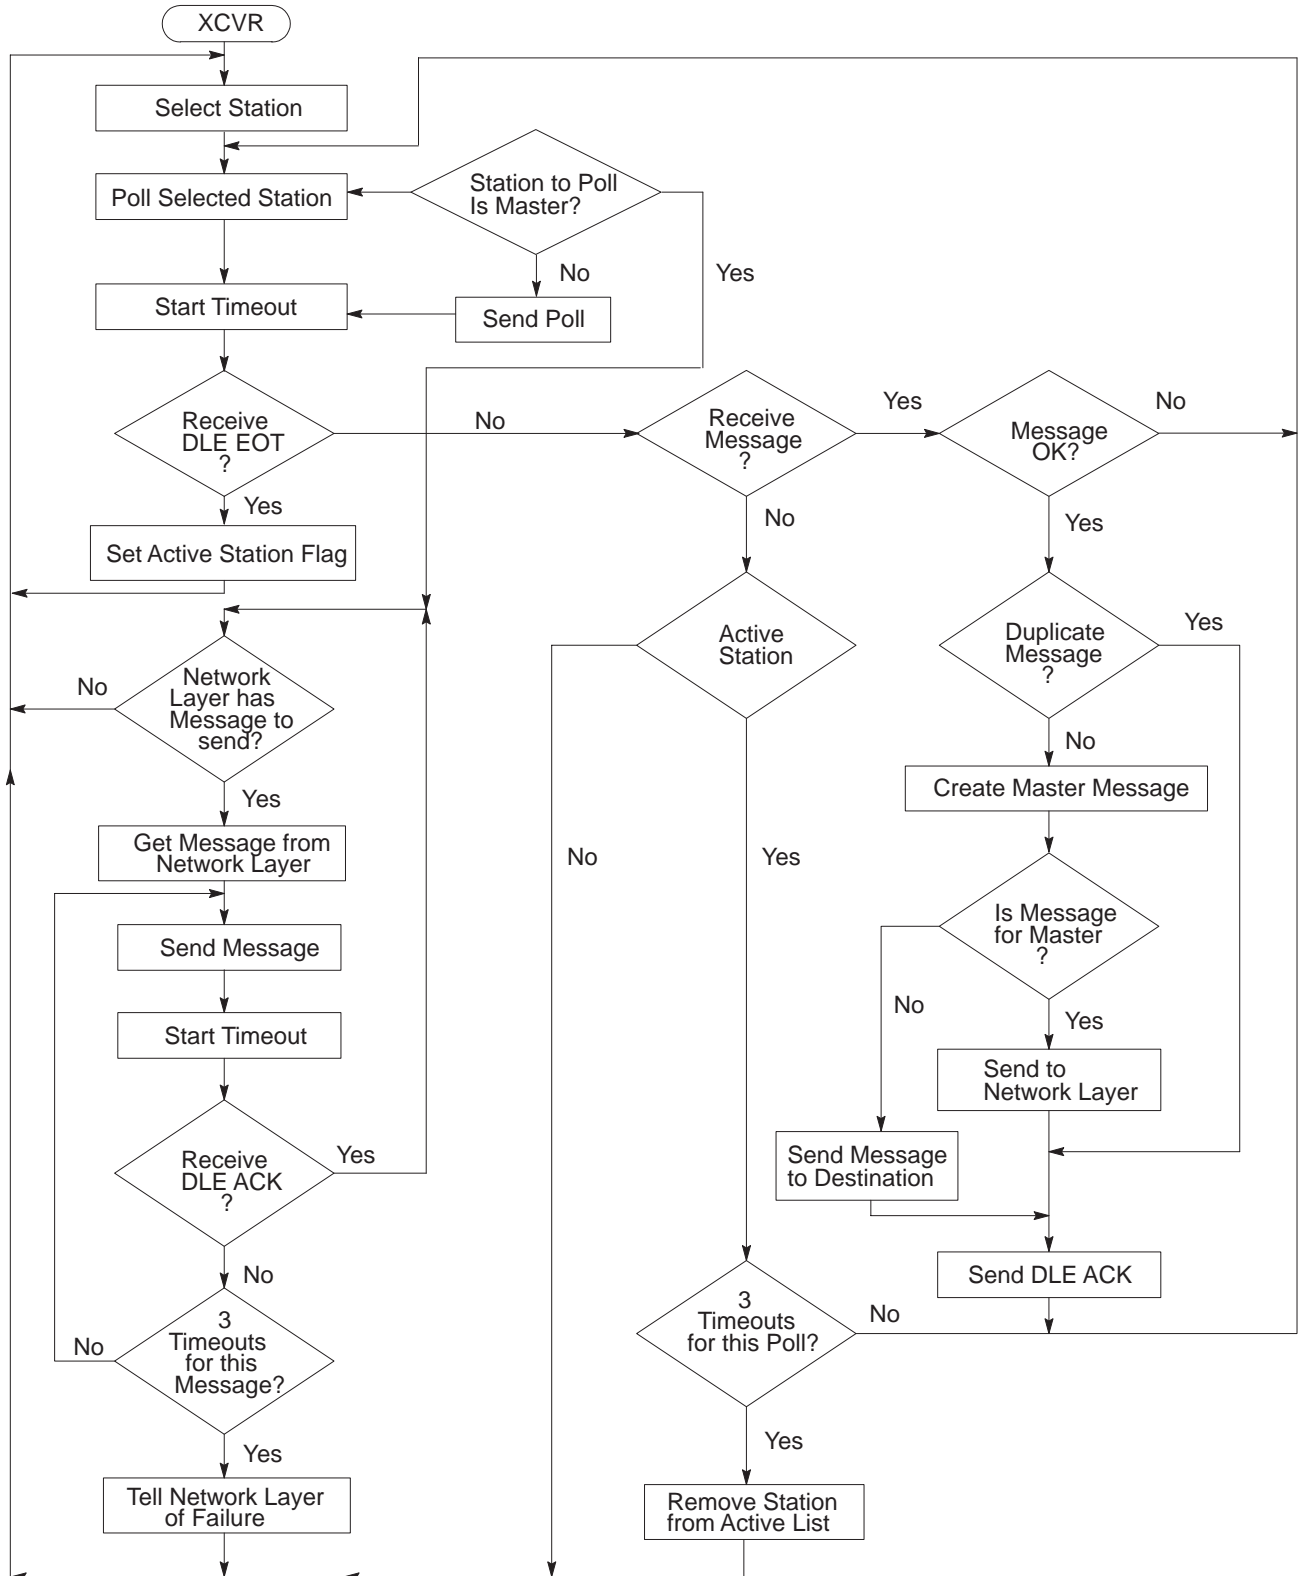 XCVR
Select Station
Poll Selected Station
Station to Poll
Is Master?
No
Yes
Start Timeout
Send Poll
Receive
DLE EOT
?
No
Yes
Set Active Station Flag
Receive
Message
?
Yes
No
Message
OK?
No
Yes
Active
Station
No
Yes
Duplicate
Message
?
Yes
No
Create Master Message
Is Message
for Master
?
No
Yes
Send to
Network Layer
Send Message
to Destination
Send DLE ACK
Network
Layer has
Message to
send?
No
Yes
Get Message from
Network Layer
Send Message
Start Timeout
Receive
DLE ACK
?
Yes
No
3
Timeouts
for this
Message?
No
Yes
Tell Network Layer
of Failure
3
Timeouts
for this Poll?
No
Yes
Remove Station
from Active List